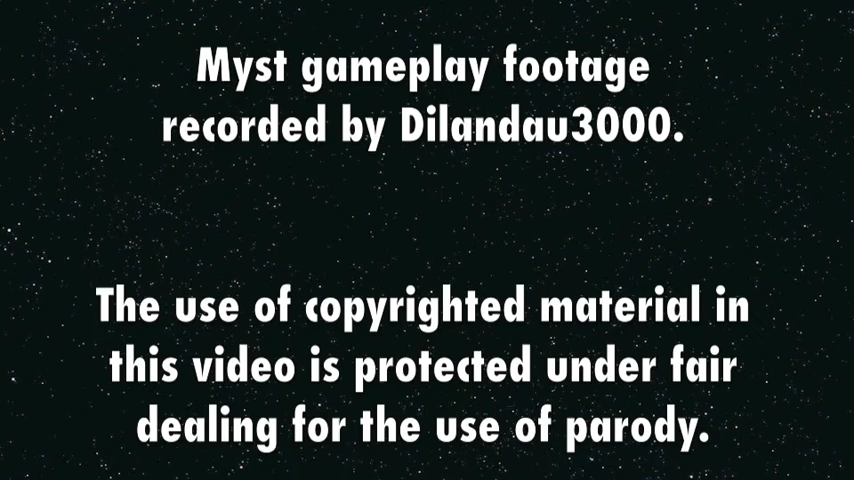 Myst gameplay footage
recorded by Dilandau3000.
The use of copyrighted material in
this video is protected under fair
dealing for the use of parody.